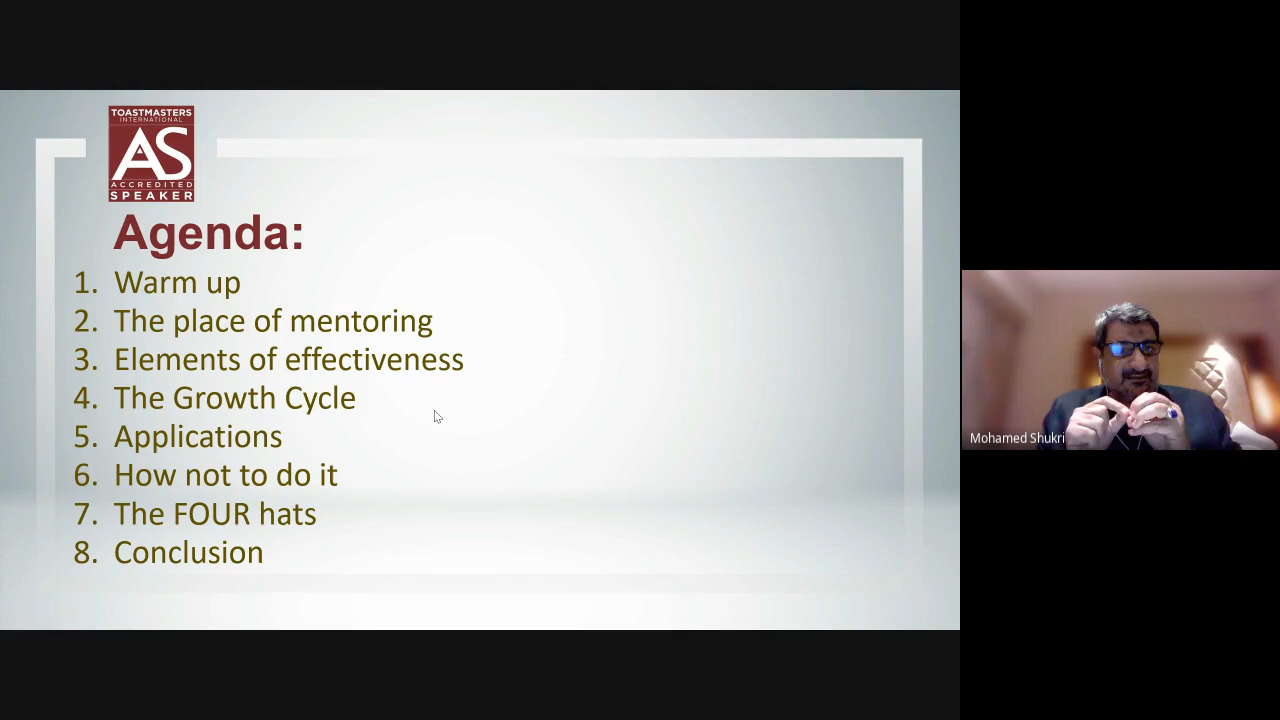 TOASTMASTERS
INTERNATIONAL
AS
ACCREDITED
SPEAKER
Agenda:
1. Warm up
2. The place of mentoring
3. Elements of effectiveness
4. The Growth Cycle
5. Applications
6. How not to do it
7. The FOUR hats
8. Conclusion
Mohamed Shukri